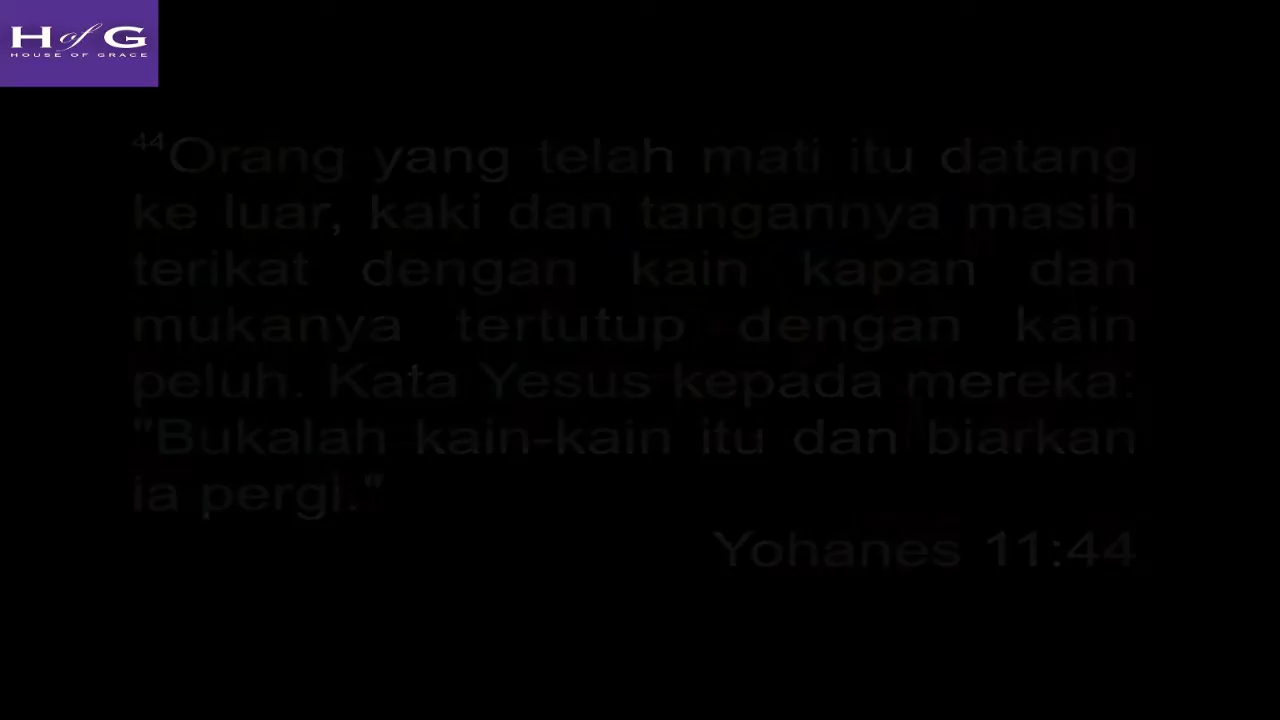 H of G
HOUSE OF GRACE
44Orang yang telah mati itu datang
ke luar, kaki dan tangannya masih
terikat dengan kain kapan dan
mukanya tertutup dengan kain
peluh. Kata Yesus kepada mereka:
"Bukalah kain-kain itu dan biarkan
ia pergi."
Yohanes 11:44